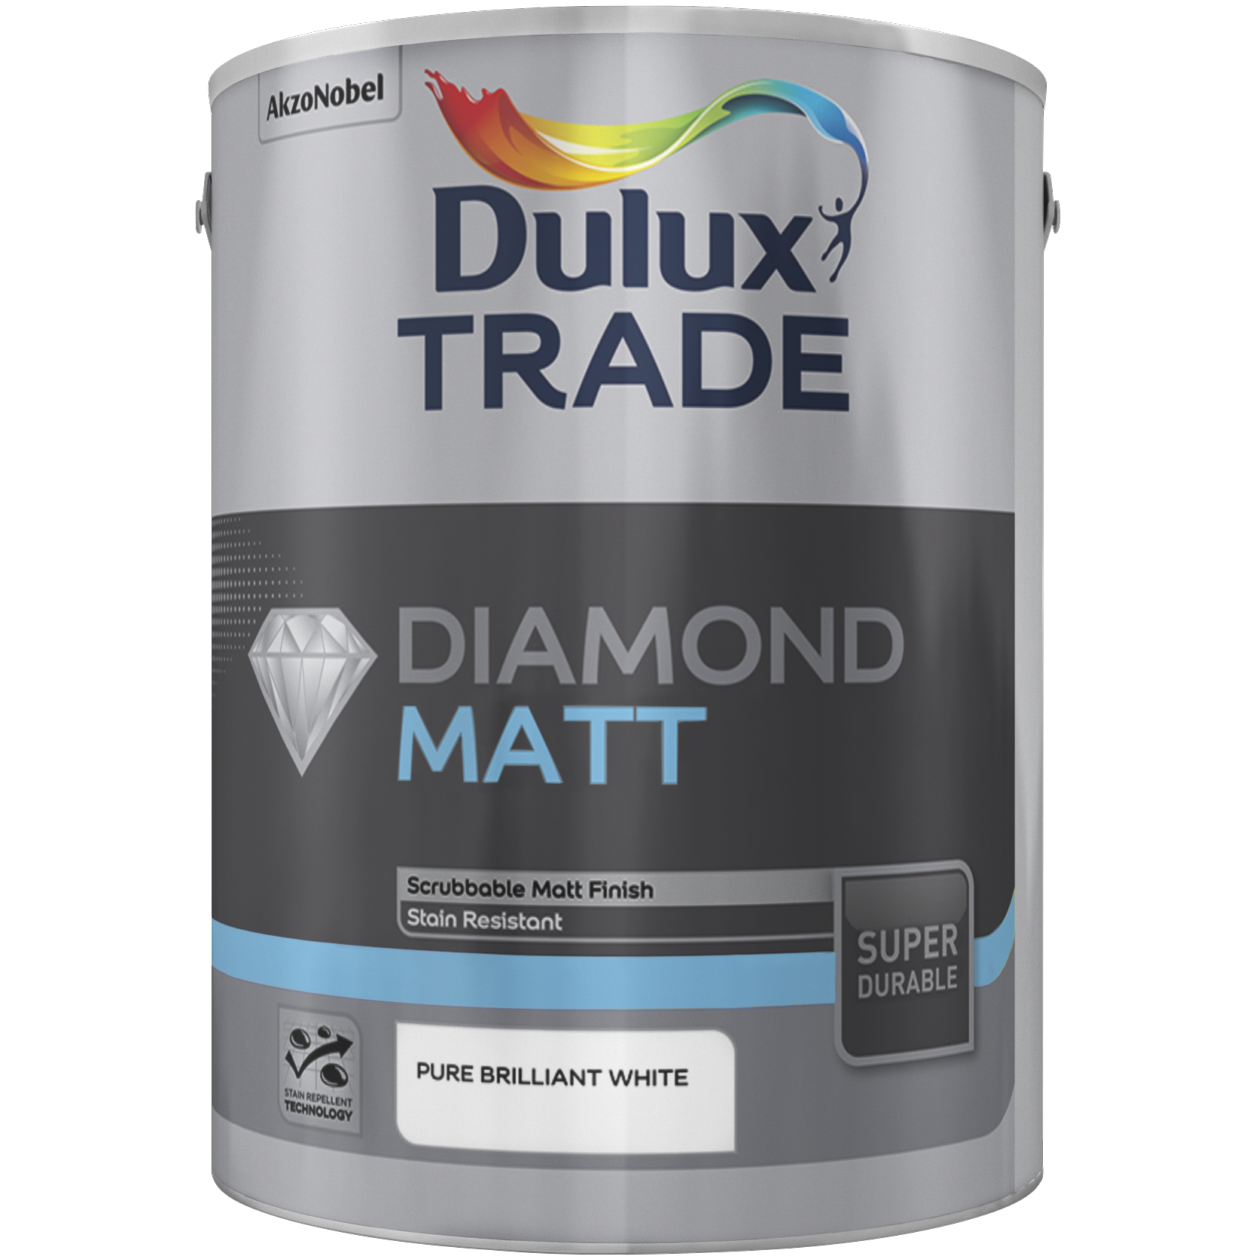 AkzoNobel
Dulux
TRADE
DIAMOND
MATT
Scrubbable Matt Finish
Stain Resistant
SUPER
DURABLE
STAIN REPELLENT
TECHNOLOGY
PURE BRILLIANT WHITE